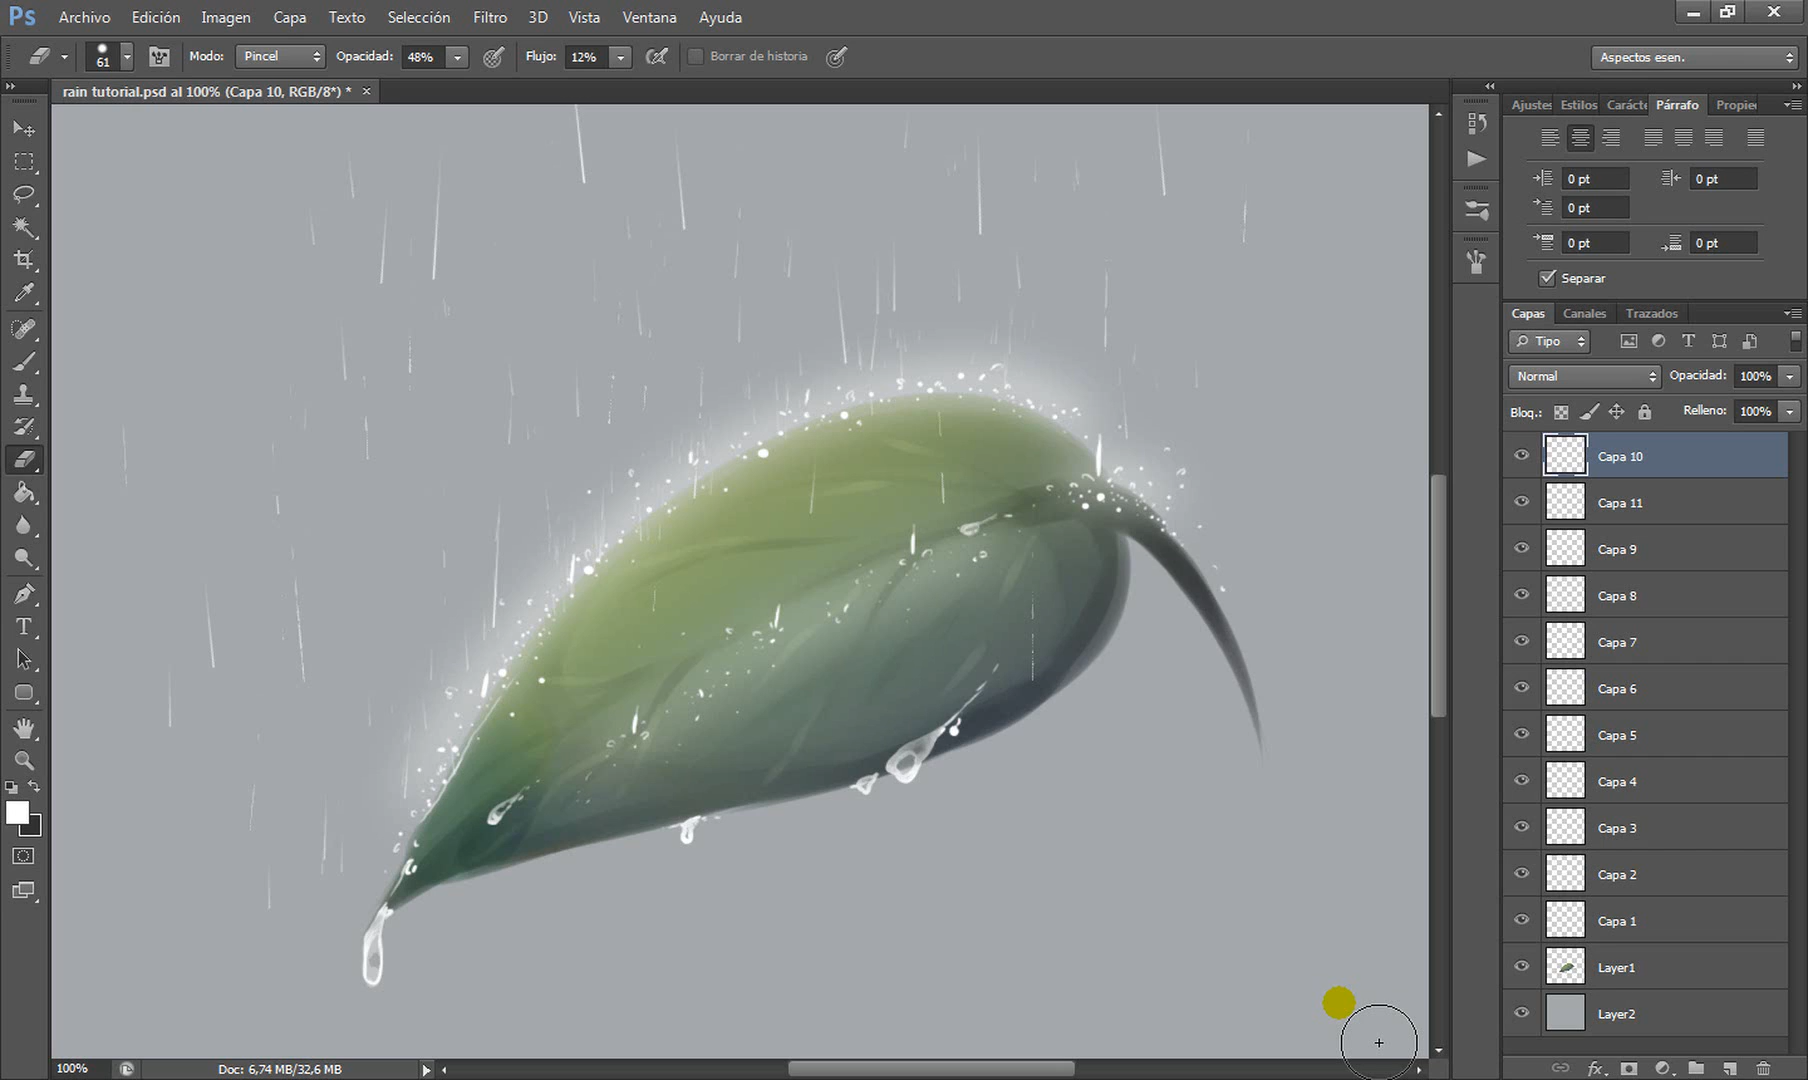 Ps Archivo Edición Imagen Capa Texto Selección Filtro 3D Vista Ventana Ayuda
61 Modo: Pincel Opacidad: 48% Flujo: 12% Borrar de historia Aspectos esen.
rain tutorial.psd al 100% (Capa 10, RGB/8*) * ×
Ajustes Estilos Carácte Párrafo Propie
0 pt 0 pt
0 pt
0 pt 0 pt
Separar
Capas Canales Trazados
Tipo
Normal Opacidad: 100%
Bloq.: Relleno: 100%
Capa 10
Capa 11
Capa 9
Capa 8
Capa 7
Capa 6
Capa 5
Capa 4
Capa 3
Capa 2
Capa 1
Layer1
Layer2
100% Doc: 6,74 MB/32,6 MB